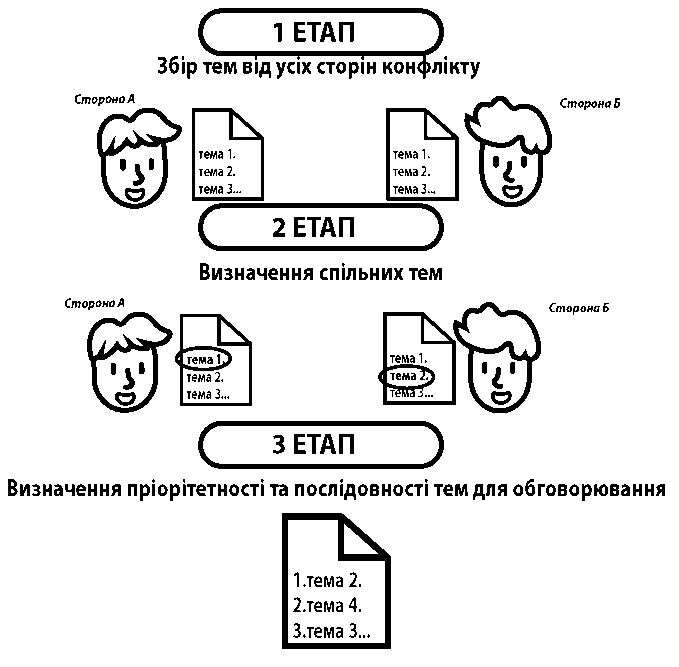 1 ЕТАП
Збір тем від усіх сторін конфлікту
Сторона А
Сторона Б
тема 1.
тема 2.
тема 3...
тема 1.
тема 2.
тема 3...
2 ЕТАП
Визначення спільних тем
Сторона А
Сторона Б
тема 1.
тема 2.
тема 3...
тема 1.
тема 2.
тема 3...
3 ЕТАП
Визначення пріорітетності та послідовності тем для обговорювання
1.тема 2.
2.тема 4.
3.тема 3...